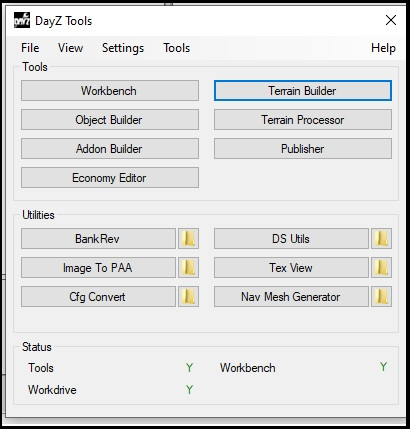 DAYZ DayZ Tools
File View Settings Tools Help
Tools
Workbench Terrain Builder
Object Builder Terrain Processor
Addon Builder Publisher
Economy Editor
Utilities
BankRev DS Utils
Image To PAA Tex View
Cfg Convert Nav Mesh Generator
Status
Tools Y Workbench Y
Workdrive Y